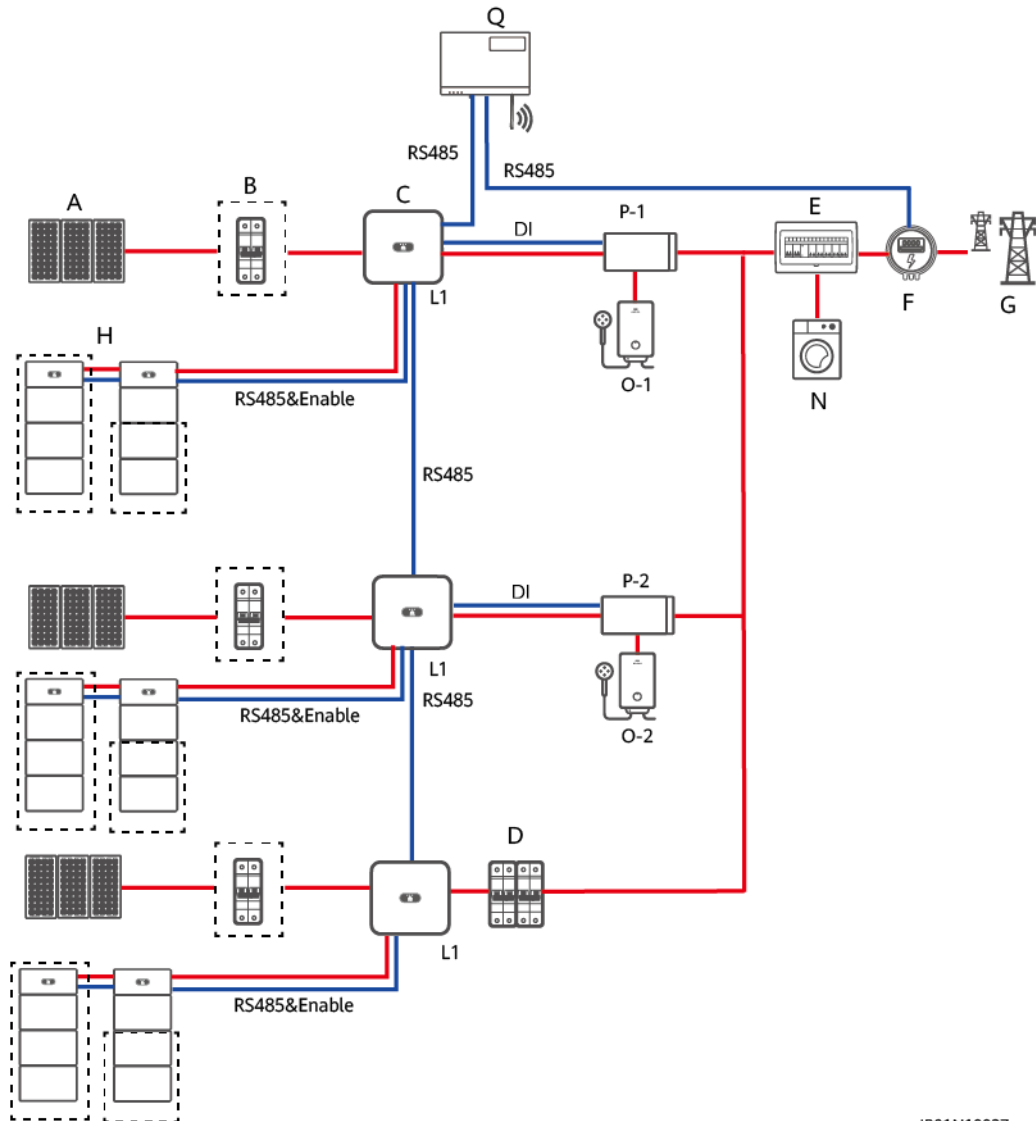 Q
RS485
RS485
A
B
C
DI
P-1
E
L1
F
G
H
O-1
N
RS485&Enable
RS485
DI
P-2
L1
RS485
RS485&Enable
O-2
D
L1
RS485&Enable